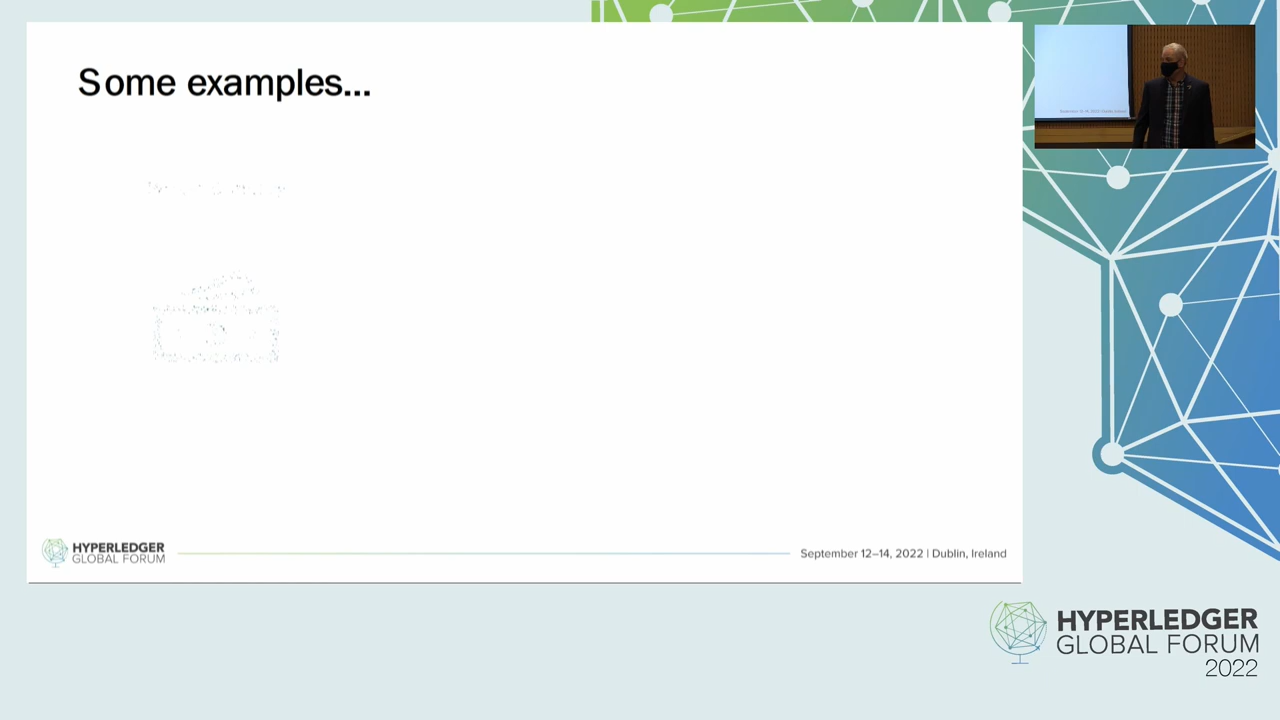 Some examples...
HYPERLEDGER
GLOBAL FORUM
September 12–14, 2022 | Dublin, Ireland
HYPERLEDGER
GLOBAL FORUM
2022